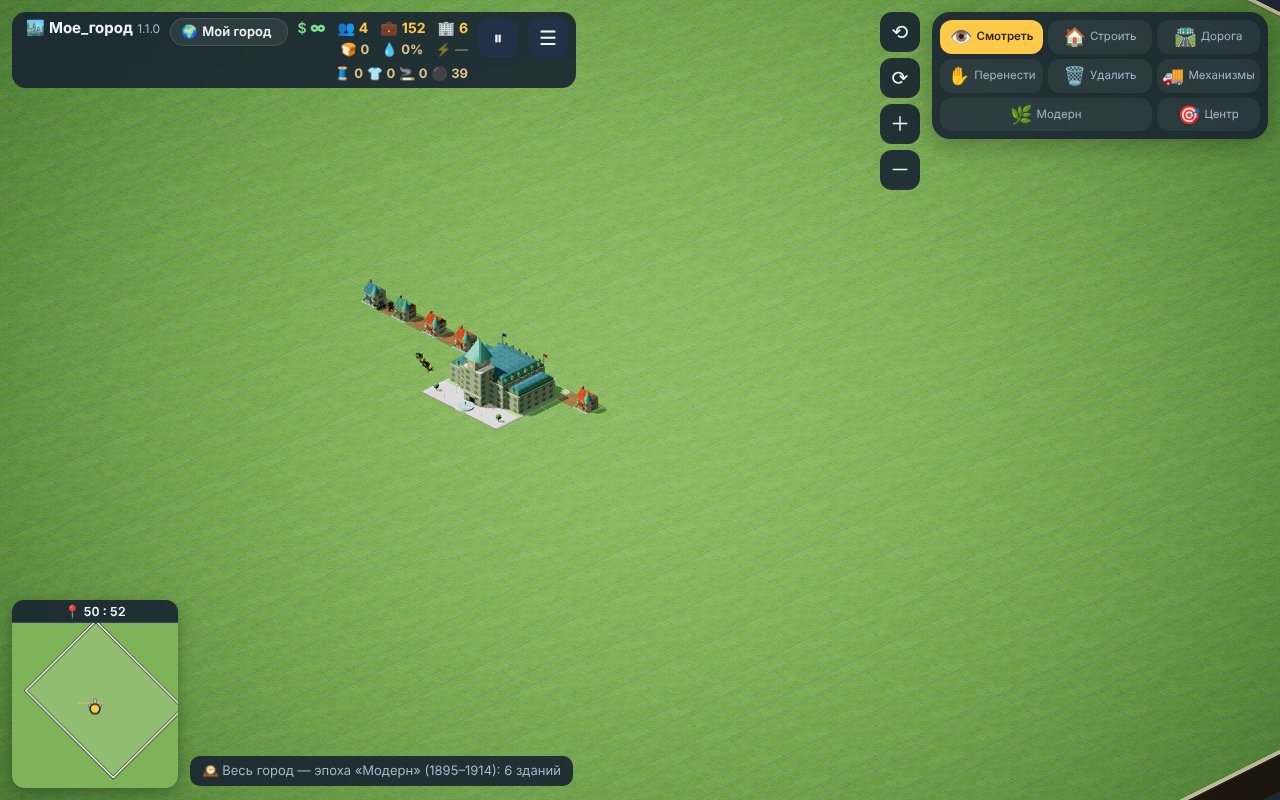 Мое_город 1.1.0
🌍 Мой город
$ ∞
4 152 6
0 0% —
0 0 0 39
Смотреть
Строить
Дорога
Перенести
Удалить
Механизмы
Модерн
Центр
50 : 52
Весь город — эпоха «Модерн» (1895–1914): 6 зданий